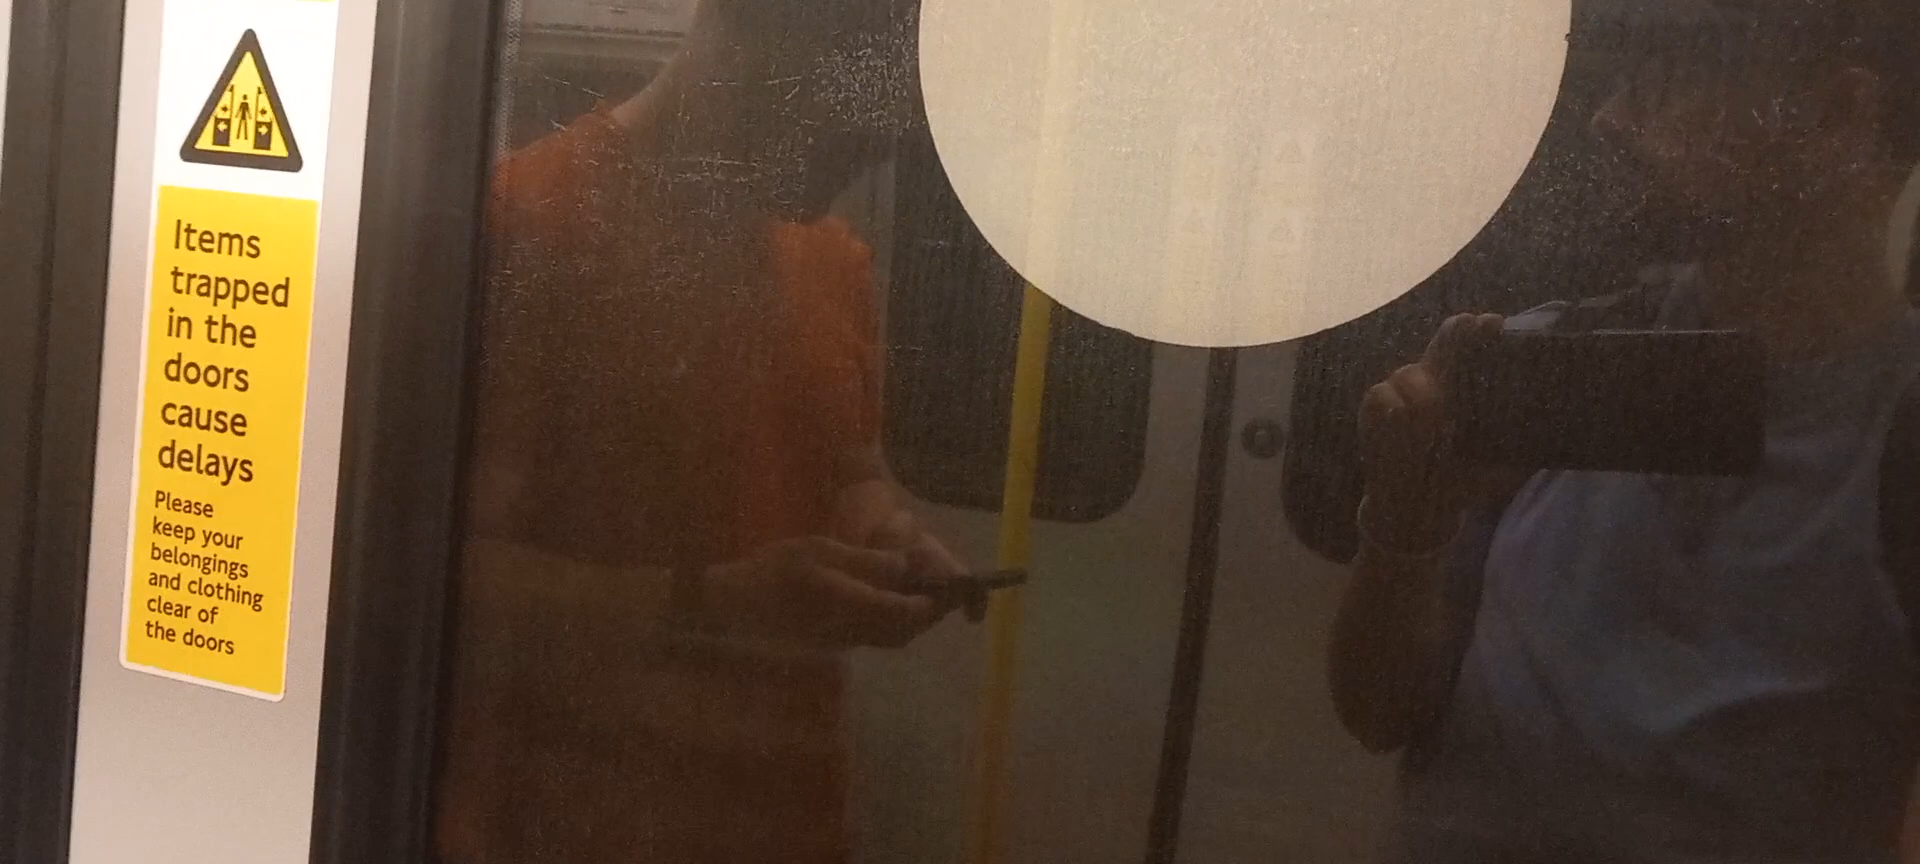 Items
trapped
in the
doors
cause
delays
Please
keep your
belongings
and clothing
clear of
the doors